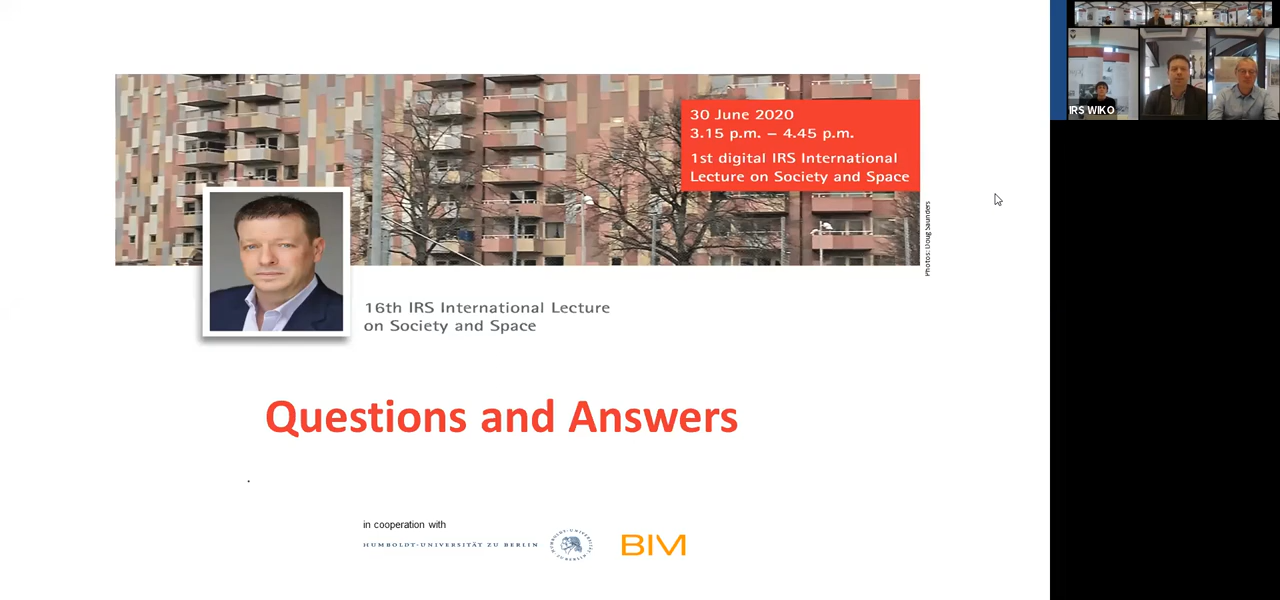 30 June 2020
3.15 p.m. – 4.45 p.m.
1st digital IRS International
Lecture on Society and Space
Photos: Doug Saunders
16th IRS International Lecture
on Society and Space
Questions and Answers
.
in cooperation with
HUMBOLDT-UNIVERSITÄT ZU BERLIN
BIM
IRS WIKO